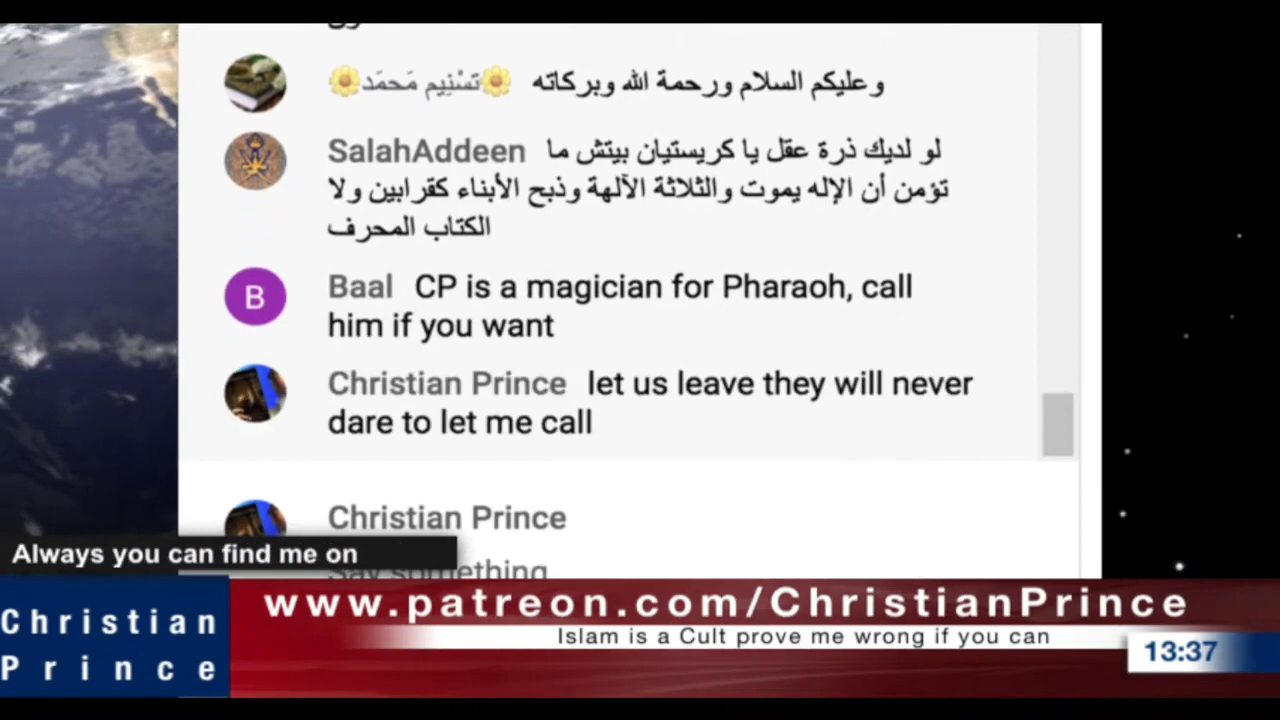 🌼تسْنِيم مَحمَد🌼 وعليكم السلام ورحمة الله وبركاته
SalahAddeen لو لديك ذرة عقل يا كريستيان بيتش ما
تؤمن أن الإله يموت والثلاثة الآلهة وذبح الأبناء كقرابين ولا
الكتاب المحرف
B
Baal CP is a magician for Pharaoh, call
him if you want
Christian Prince let us leave they will never
dare to let me call
Christian Prince
Say something
Always you can find me on
www.patreon.com/ChristianPrince
Islam is a Cult prove me wrong if you can
Christian
Prince
13:37